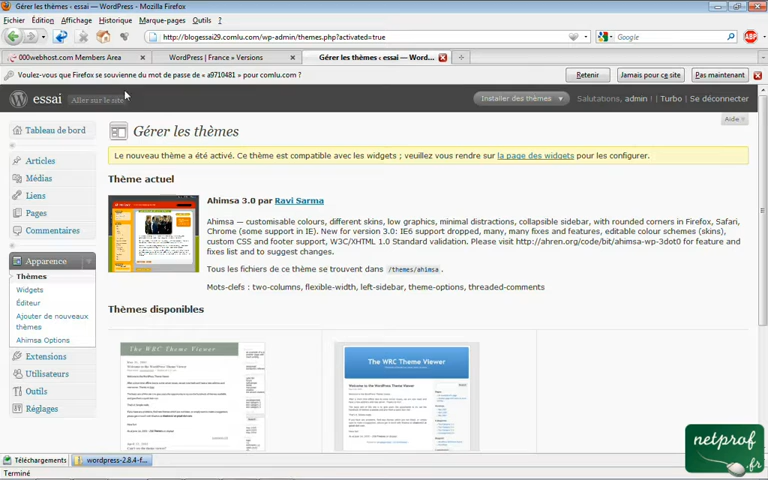 Gérer les thèmes ‹ essai — WordPress - Mozilla Firefox
Fichier Édition Affichage Historique Marque-pages Outils ?
http://blogessai29.comlu.com/wp-admin/themes.php?activated=true
Google
ABP
000webhost.com Members Area
WordPress | France » Versions
Gérer les thèmes ‹ essai — Word...
Voulez-vous que Firefox se souvienne du mot de passe de « a9710481 » pour comlu.com ?
Retenir
Jamais pour ce site
Pas maintenant
essai
Aller sur le site
Installer des thèmes
Salutations, admin ! | Turbo | Se déconnecter
Aide
Tableau de bord
Articles
Médias
Liens
Pages
Commentaires
Apparence
Thèmes
Widgets
Éditeur
Ajouter de nouveaux
thèmes
Ahimsa Options
Extensions
Utilisateurs
Outils
Réglages
Gérer les thèmes
Le nouveau thème a été activé. Ce thème est compatible avec les widgets ; veuillez vous rendre sur la page des widgets pour les configurer.
Thème actuel
Ahimsa 3.0 par Ravi Sarma
Ahimsa — customisable colours, different skins, low graphics, minimal distractions, collapsible sidebar, with rounded corners in Firefox, Safari,
Chrome (some support in IE). New for version 3.0: IE6 support dropped, many, many fixes and features, editable colour schemes (skins),
custom CSS and footer support, W3C/XHTML 1.0 Standard validation. Please visit http://ahren.org/code/bit/ahimsa-wp-3dot0 for feature and
fixes list and to suggest changes.
Tous les fichiers de ce thème se trouvent dans /themes/ahimsa.
Mots-clefs : two-columns, flexible-width, left-sidebar, theme-options, threaded-comments
Thèmes disponibles
The WRC Theme Viewer
The WRC Theme Viewer
netprof
.fr
Téléchargements
wordpress-2.8.4-f...
Terminé